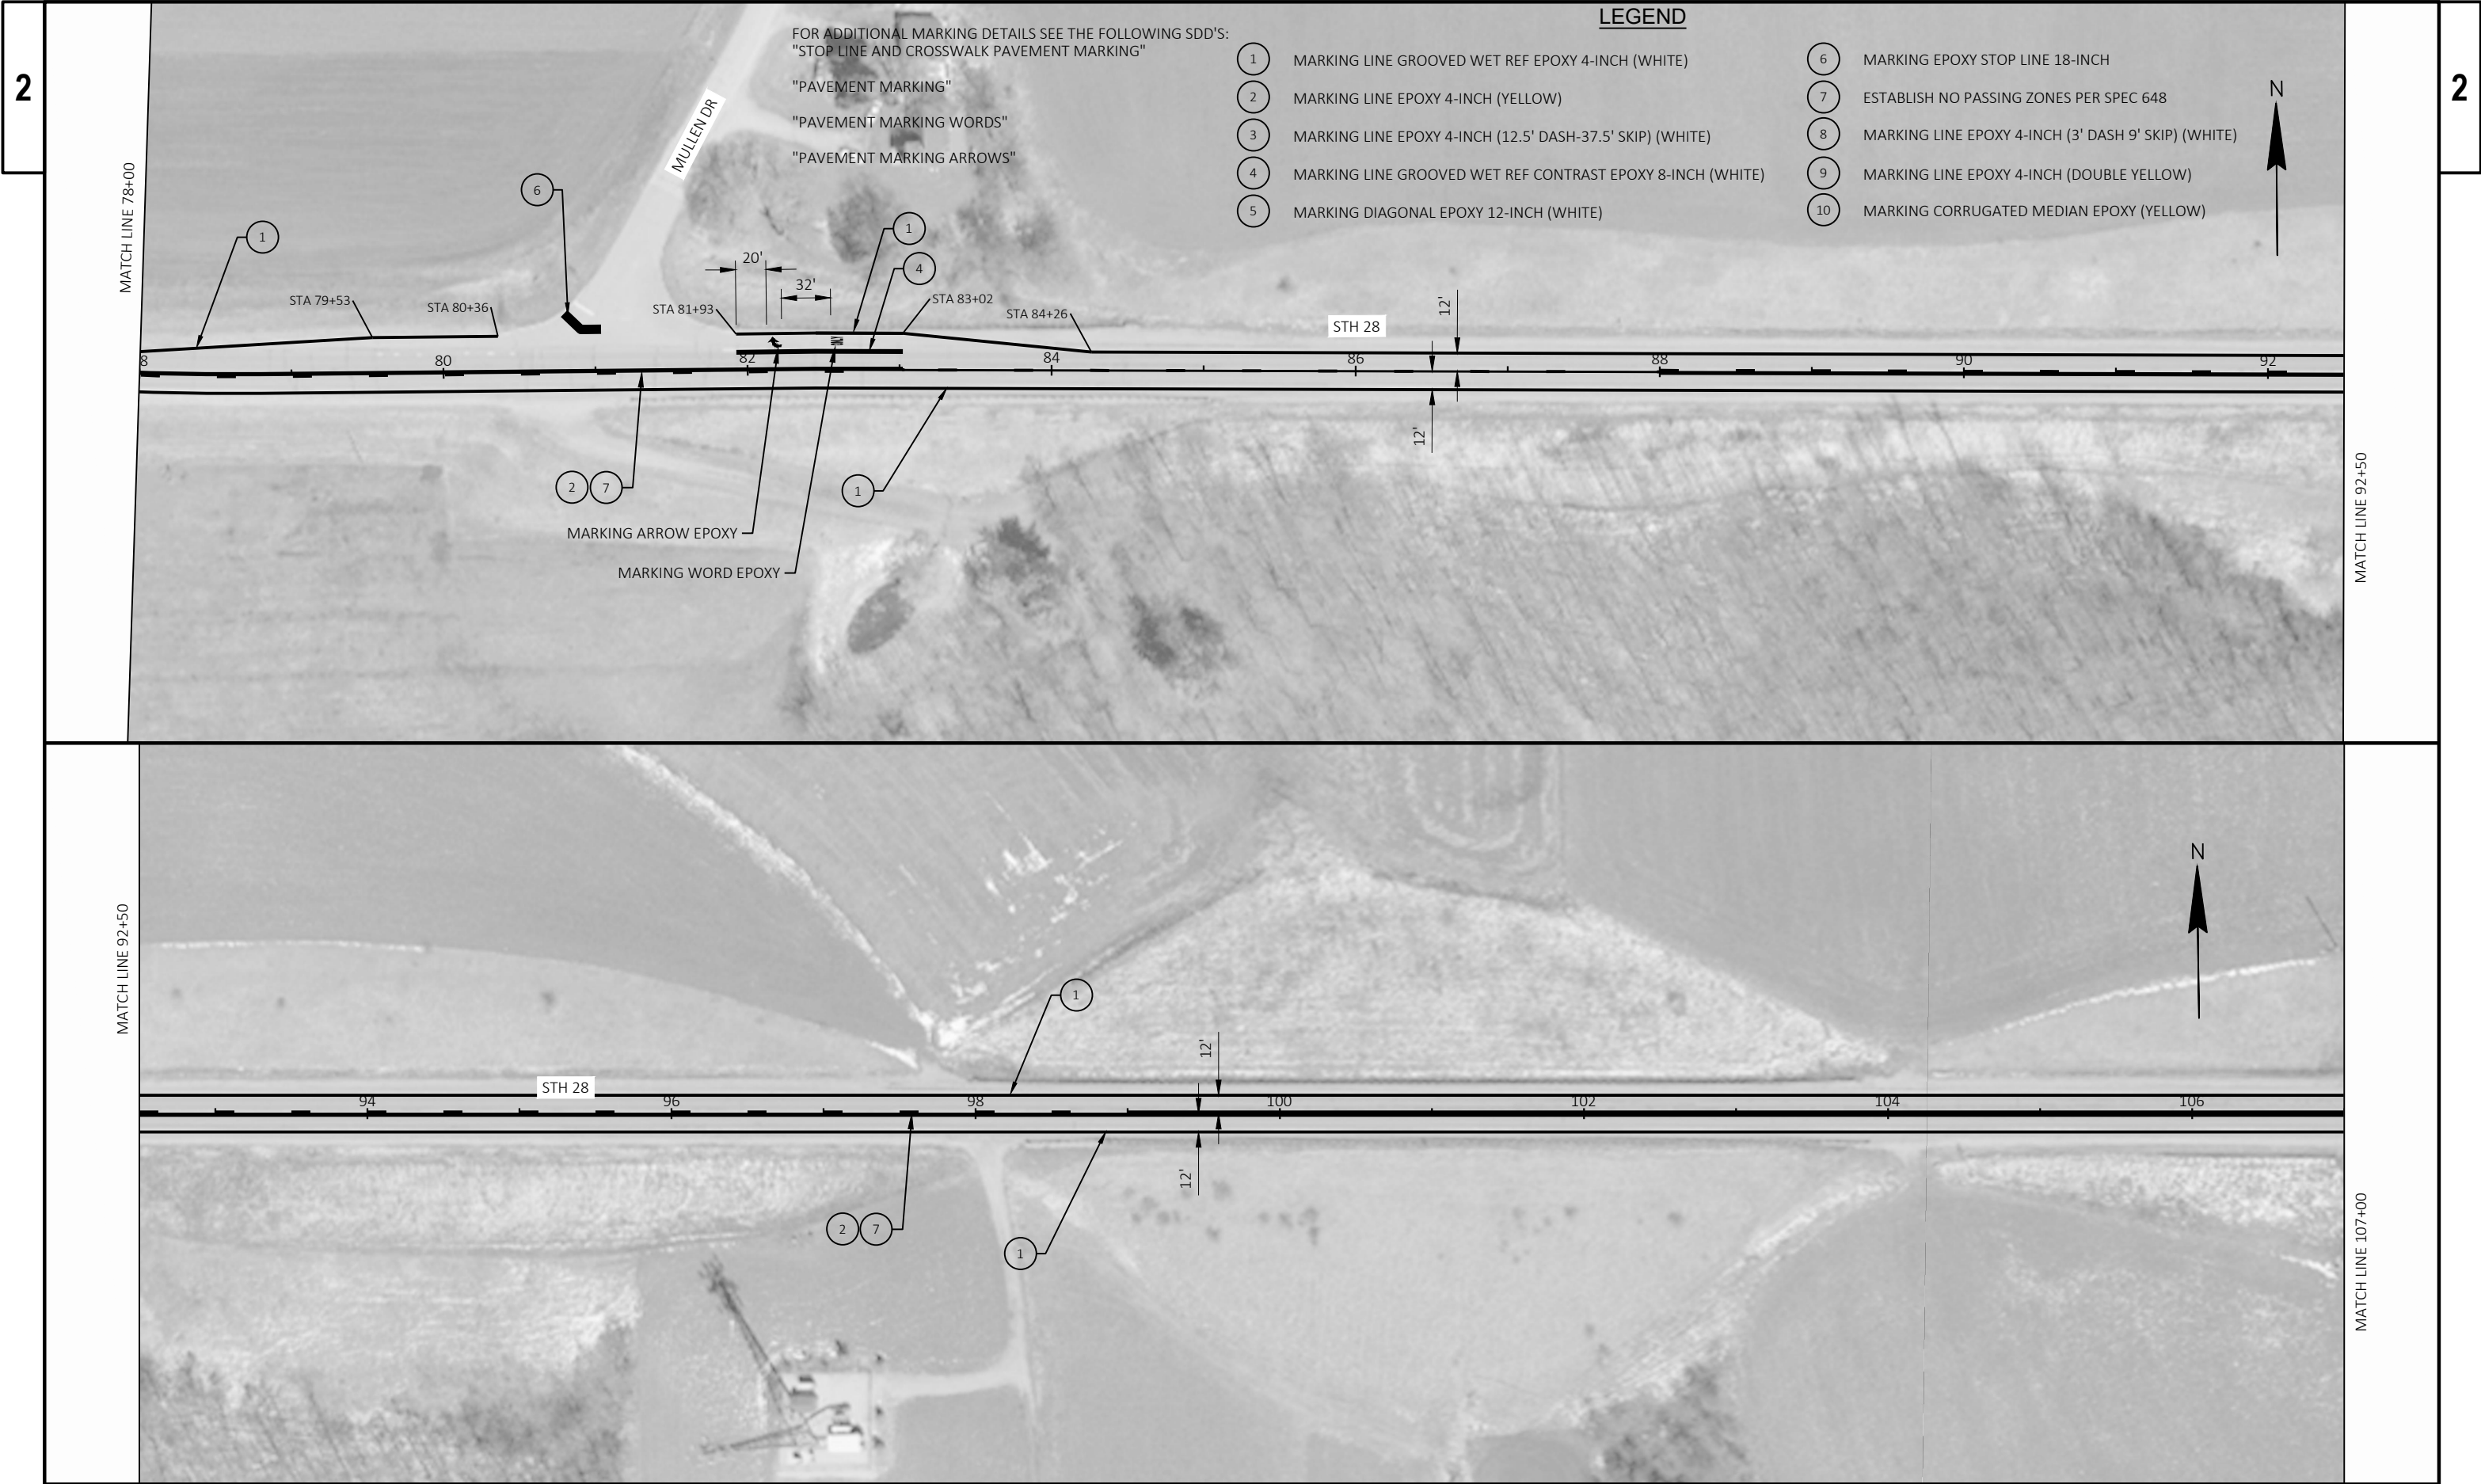 2
2
LEGEND
FOR ADDITIONAL MARKING DETAILS SEE THE FOLLOWING SDD'S:
"STOP LINE AND CROSSWALK PAVEMENT MARKING"
"PAVEMENT MARKING"
"PAVEMENT MARKING WORDS"
"PAVEMENT MARKING ARROWS"
1 MARKING LINE GROOVED WET REF EPOXY 4-INCH (WHITE)
2 MARKING LINE EPOXY 4-INCH (YELLOW)
3 MARKING LINE EPOXY 4-INCH (12.5' DASH-37.5' SKIP) (WHITE)
4 MARKING LINE GROOVED WET REF CONTRAST EPOXY 8-INCH (WHITE)
5 MARKING DIAGONAL EPOXY 12-INCH (WHITE)
6 MARKING EPOXY STOP LINE 18-INCH
7 ESTABLISH NO PASSING ZONES PER SPEC 648
8 MARKING LINE EPOXY 4-INCH (3' DASH 9' SKIP) (WHITE)
9 MARKING LINE EPOXY 4-INCH (DOUBLE YELLOW)
10 MARKING CORRUGATED MEDIAN EPOXY (YELLOW)
N
MATCH LINE 78+00
MULLEN DR
6
1
1
4
20'
32'
STA 79+53
STA 80+36
STA 81+93
STA 83+02
STA 84+26
12'
STH 28
8
80
82
84
86
88
90
92
12'
2
7
1
MARKING ARROW EPOXY
MARKING WORD EPOXY
MATCH LINE 92+50
N
MATCH LINE 92+50
1
12'
STH 28
94
96
98
100
102
104
106
12'
2
7
1
MATCH LINE 107+00